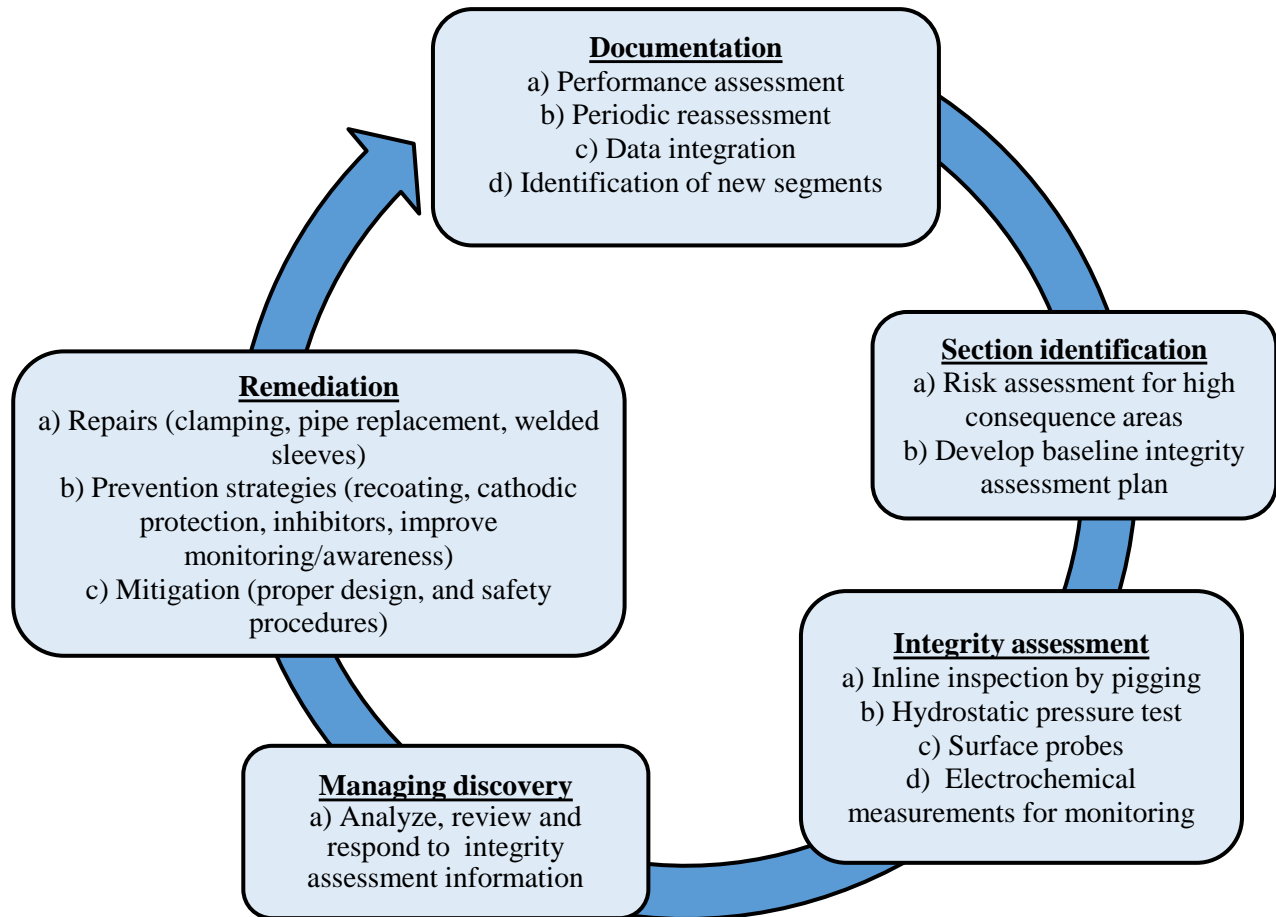 Documentation
a) Performance assessment
b) Periodic reassessment
c) Data integration
d) Identification of new segments
Section identification
a) Risk assessment for high
consequence areas
b) Develop baseline integrity
assessment plan
Integrity assessment
a) Inline inspection by pigging
b) Hydrostatic pressure test
c) Surface probes
d) Electrochemical
measurements for monitoring
Managing discovery
a) Analyze, review and
respond to integrity
assessment information
Remediation
a) Repairs (clamping, pipe replacement, welded
sleeves)
b) Prevention strategies (recoating, cathodic
protection, inhibitors, improve
monitoring/awareness)
c) Mitigation (proper design, and safety
procedures)